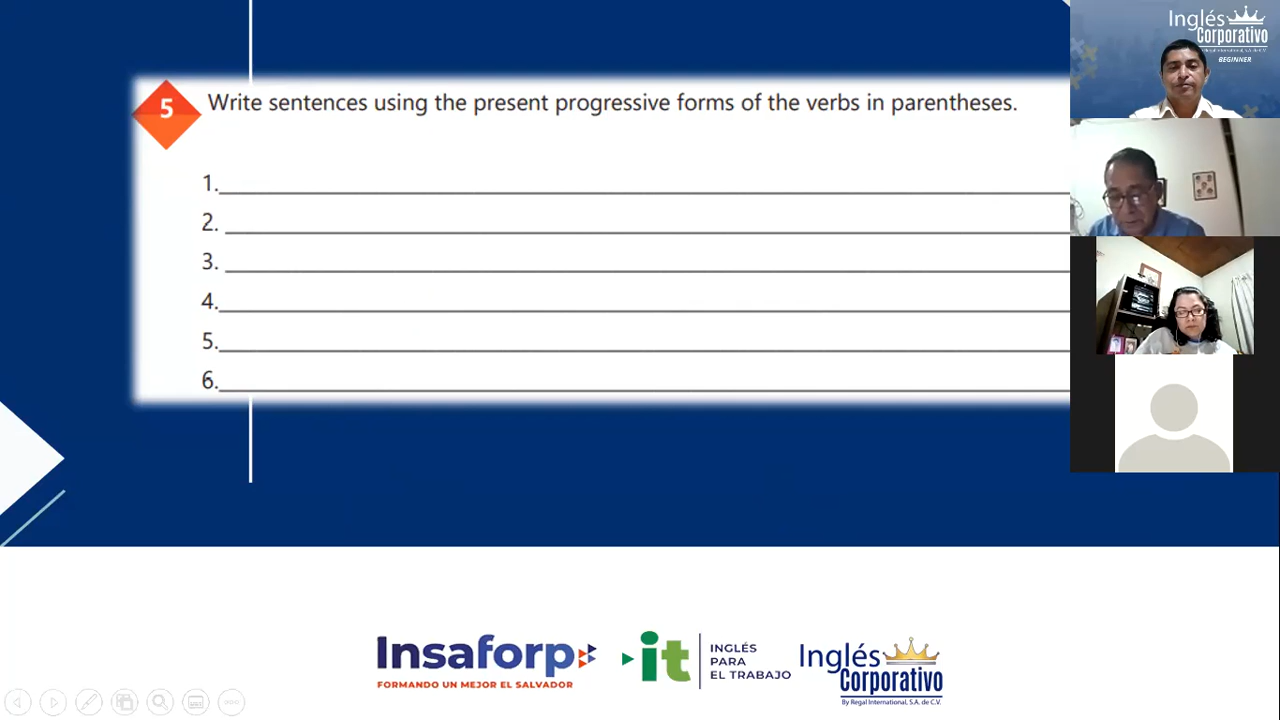 5 Write sentences using the present progressive forms of the verbs in parentheses.
1.
2.
3.
4.
5.
6.
Inglés
Corporativo
BEGINNER
Insaforp
FORMANDO UN MEJOR EL SALVADOR
it
INGLÉS
PARA
EL TRABAJO
Inglés
Corporativo
By Regal International, S.A. de C.V.